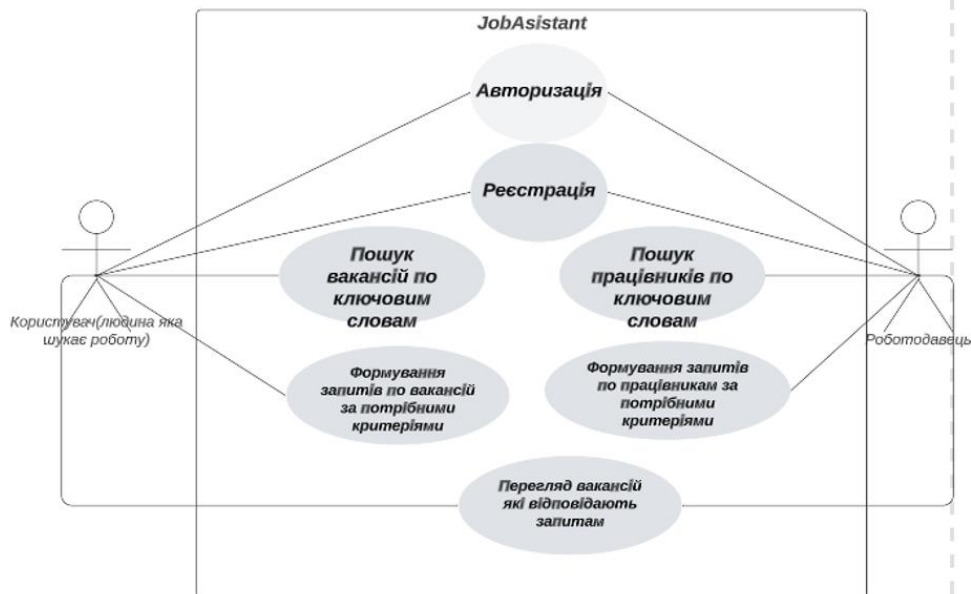 JobAsistant
Авторизація
Реєстрація
Пошук
вакансій по
ключовим
словам
Пошук
працівників по
ключовим
словам
Користувач(людина яка
шукає роботу)
Роботодавець
Формування
запитів по вакансій
за потрібними
критеріями
Формування запитів
по працівникам за
потрібними
критеріями
Перегляд вакансій
які відповідають
запитам